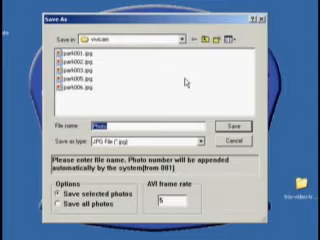 Save As
Save in: vivicam
park001.jpg
park002.jpg
park003.jpg
park005.jpg
park006.jpg
File name: Photo
Save
Save as type: JPG File (*.jpg)
Cancel
Please enter file name. Photo number will be appended
automatically by the system[from 001]
Options
Save selected photos
Save all photos
AVI frame rate
5